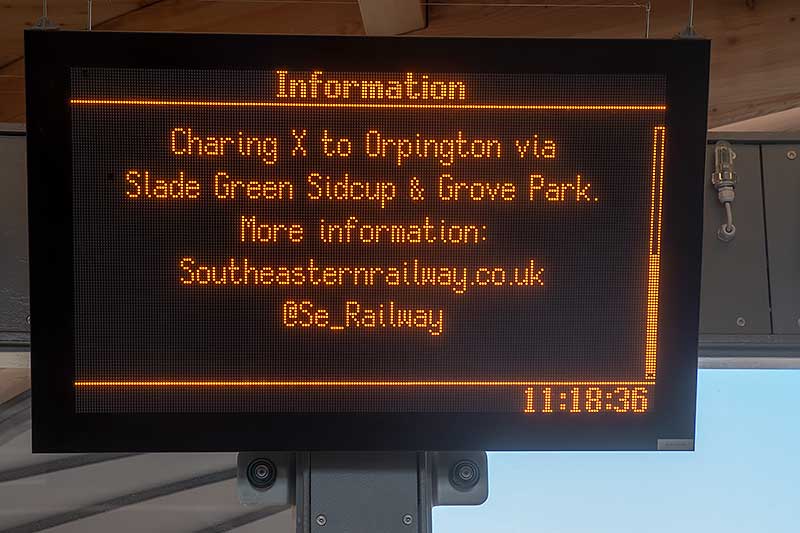 Information
Charing X to Orpington via
Slade Green Sidcup & Grove Park.
More information:
Southeasternrailway.co.uk
@Se_Railway
11:18:36